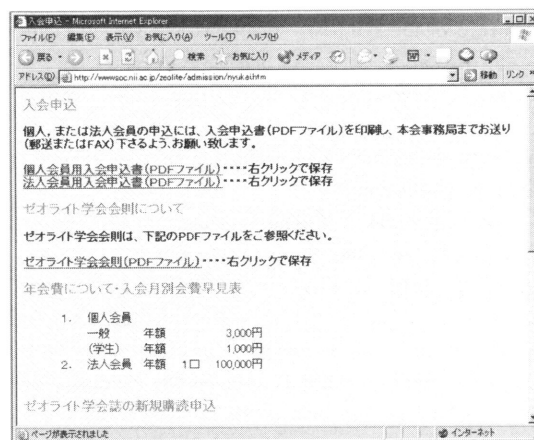 入会申込 - Microsoft Internet Explorer
ファイル(F) 編集(E) 表示(V) お気に入り(A) ツール(T) ヘルプ(H)
戻る 検索 お気に入り メディア
アドレス(D) http://wwwsoc.nii.ac.jp/zeolite/admission/nyukai.htm 移動 リンク »
入会申込
個人、または法人会員の申込には、入会申込書(PDFファイル)を印刷し、本会事務局までお送り
(郵送またはFAX)下さるよう、お願い致します。
個人会員用入会申込書(PDFファイル)・・・・右クリックで保存
法人会員用入会申込書(PDFファイル)・・・・右クリックで保存
ゼオライト学会会則について
ゼオライト学会会則は、下記のPDFファイルをご参照ください。
ゼオライト学会会則(PDFファイル)・・・・右クリックで保存
年会費について・入会月別会費早見表
1. 個人会員
一般 年額 3,000円
(学生) 年額 1,000円
2. 法人会員 年額 1口 100,000円
ゼオライト学会誌の新規購読申込
ページが表示されました インターネット